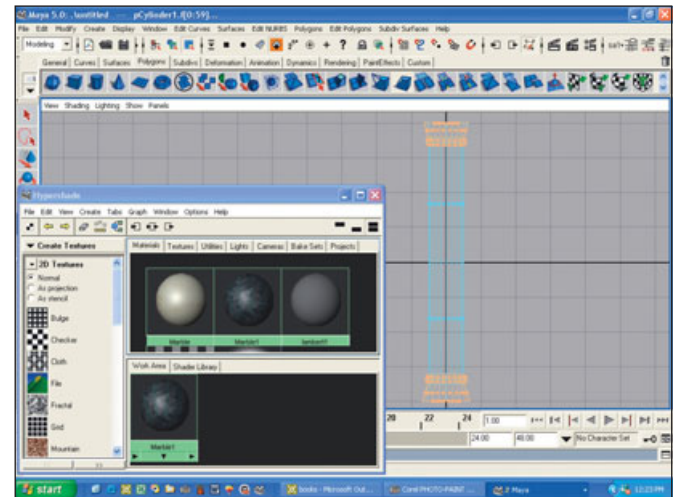 Maya 5.0: .\untitled --- pCylinder1.f[0:59]...
File Edit Modify Create Display Window Edit Curves Surfaces Edit NURBS Polygons Edit Polygons Subdiv Surfaces Help
Modeling
General Curves Surfaces Polygons Subdivs Deformation Animation Dynamics Rendering PaintEffects Custom
View Shading Lighting Show Panels
Hypershade
File Edit View Create Tabs Graph Window Options Help
Create Textures
Materials Textures Utilities Lights Cameras Bake Sets Projects
2D Textures
Normal
As projection
As stencil
Bulge
Checker
Cloth
File
Fractal
Grid
Mountain
Marble Marble1 lambert1
Work Area Shader Library
Marble1
20 22 24 1.00
24.00 48.00 No Character Set
start books - Microsoft Out... Corel PHOTO-PAINT ... Maya 12:23 PM